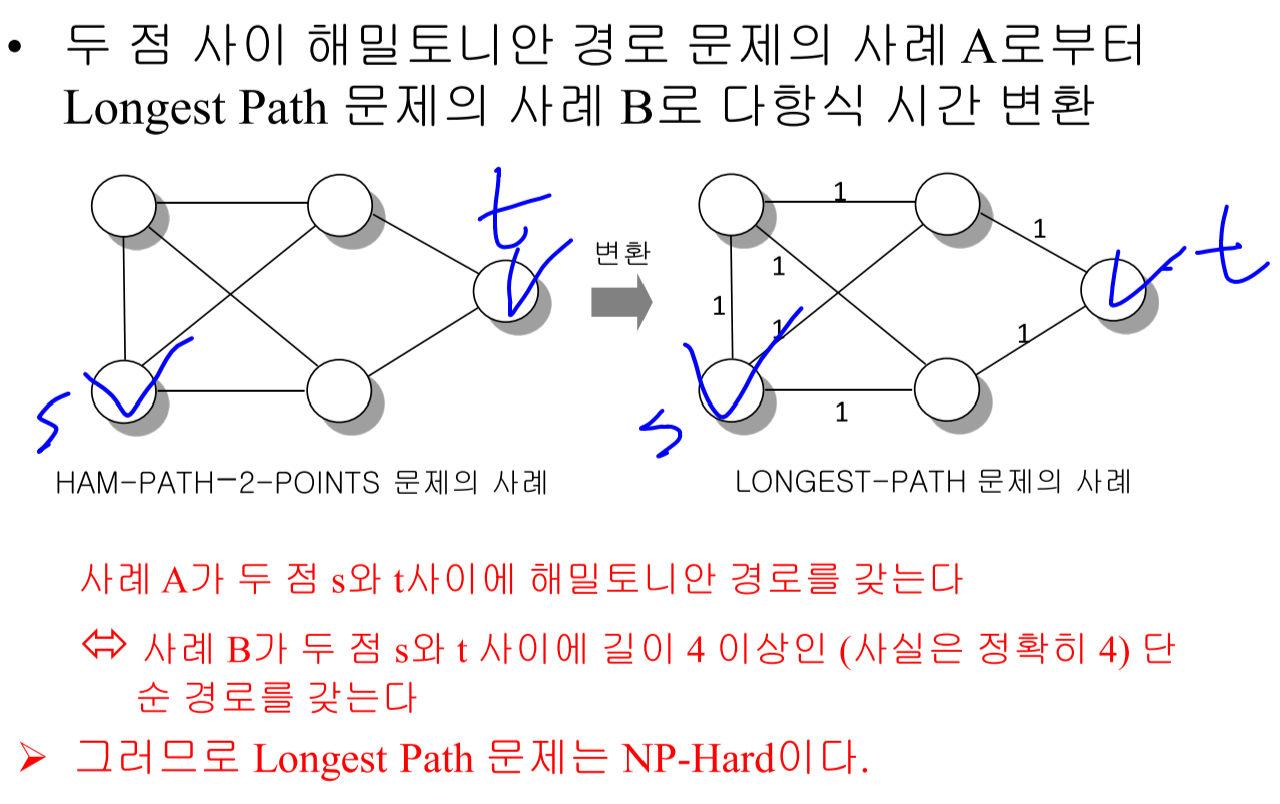 • 두 점 사이 해밀토니안 경로 문제의 사례 A로부터
Longest Path 문제의 사례 B로 다항식 시간 변환
t
s
변환
1
1
1
1
1
1
1
t
s
HAM-PATH-2-POINTS 문제의 사례
LONGEST-PATH 문제의 사례
사례 A가 두 점 s와 t사이에 해밀토니안 경로를 갖는다
⇔ 사례 B가 두 점 s와 t 사이에 길이 4 이상인 (사실은 정확히 4) 단
순 경로를 갖는다
➢ 그러므로 Longest Path 문제는 NP-Hard이다.